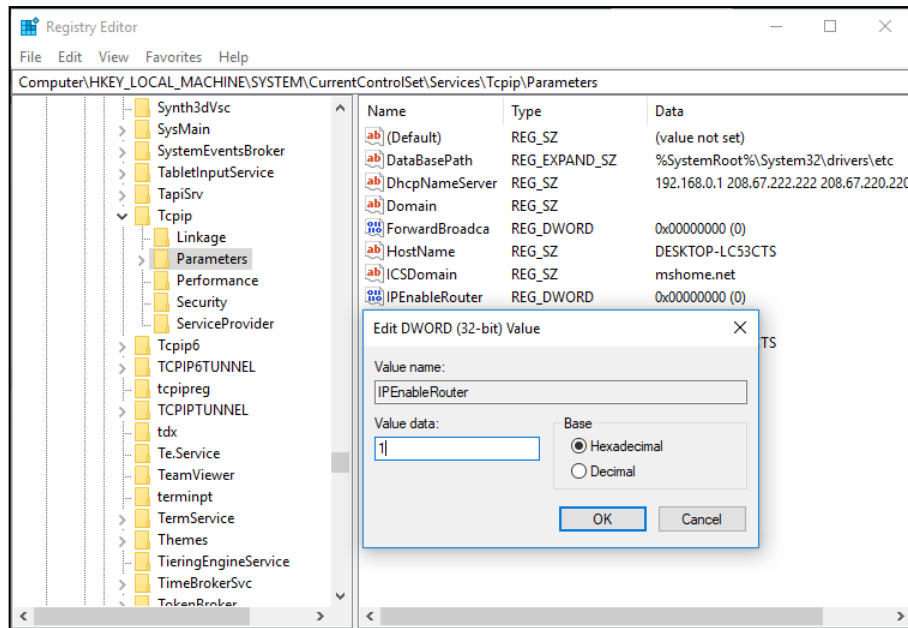 Registry Editor
File Edit View Favorites Help
Computer\HKEY_LOCAL_MACHINE\SYSTEM\CurrentControlSet\Services\Tcpip\Parameters
Synth3dVsc
SysMain
SystemEventsBroker
TabletInputService
TapiSrv
Tcpip
Linkage
Parameters
Performance
Security
ServiceProvider
Tcpip6
TCPIP6TUNNEL
tcpipreg
TCPIPTUNNEL
tdx
Te.Service
TeamViewer
terminpt
TermService
Themes
TieringEngineService
TimeBrokerSvc
TokenBroker
Name Type Data
(Default) REG_SZ (value not set)
DataBasePath REG_EXPAND_SZ %SystemRoot%\System32\drivers\etc
DhcpNameServer REG_SZ 192.168.0.1 208.67.222.222 208.67.220.220
Domain REG_SZ
ForwardBroadca REG_DWORD 0x00000000 (0)
HostName REG_SZ DESKTOP-LC53CTS
ICSDomain REG_SZ mshome.net
IPEnableRouter REG_DWORD 0x00000000 (0)
CTS
Edit DWORD (32-bit) Value
Value name:
IPEnableRouter
Value data:
1
Base
Hexadecimal
Decimal
OK Cancel